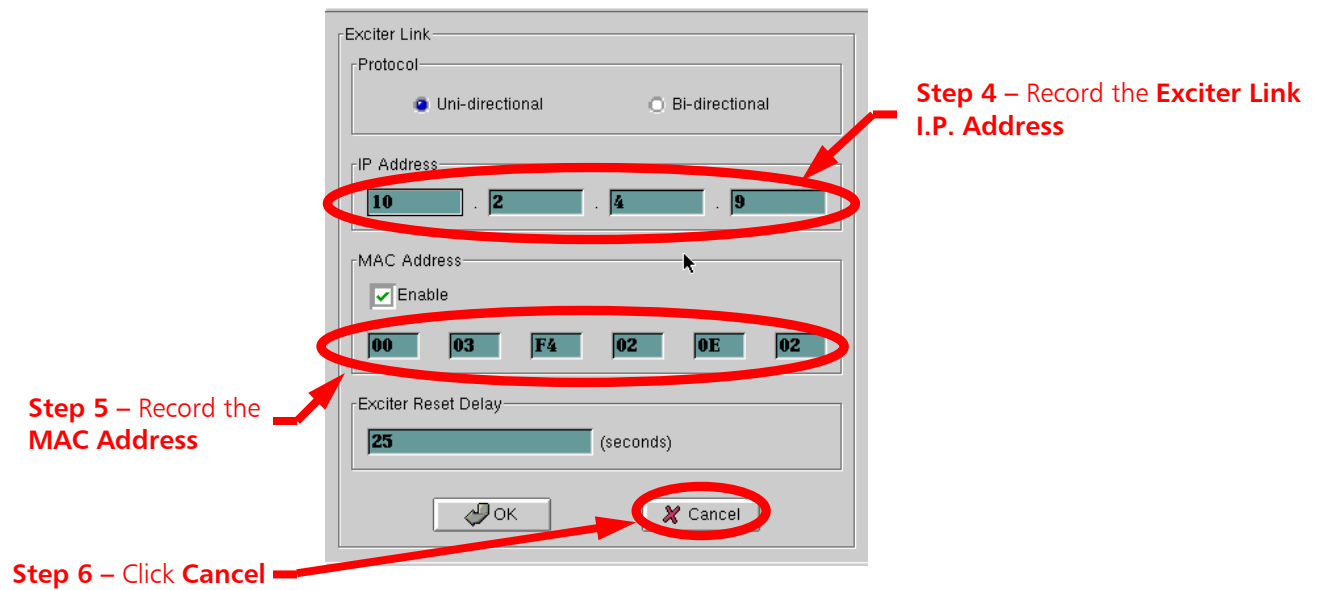 Exciter Link
Protocol
Uni-directional Bi-directional
Step 4 – Record the Exciter Link
I.P. Address
IP Address
10 . 2 . 4 . 9
MAC Address
Enable
00 03 F4 02 0E 02
Step 5 – Record the
MAC Address
Exciter Reset Delay
25 (seconds)
OK Cancel
Step 6 – Click Cancel